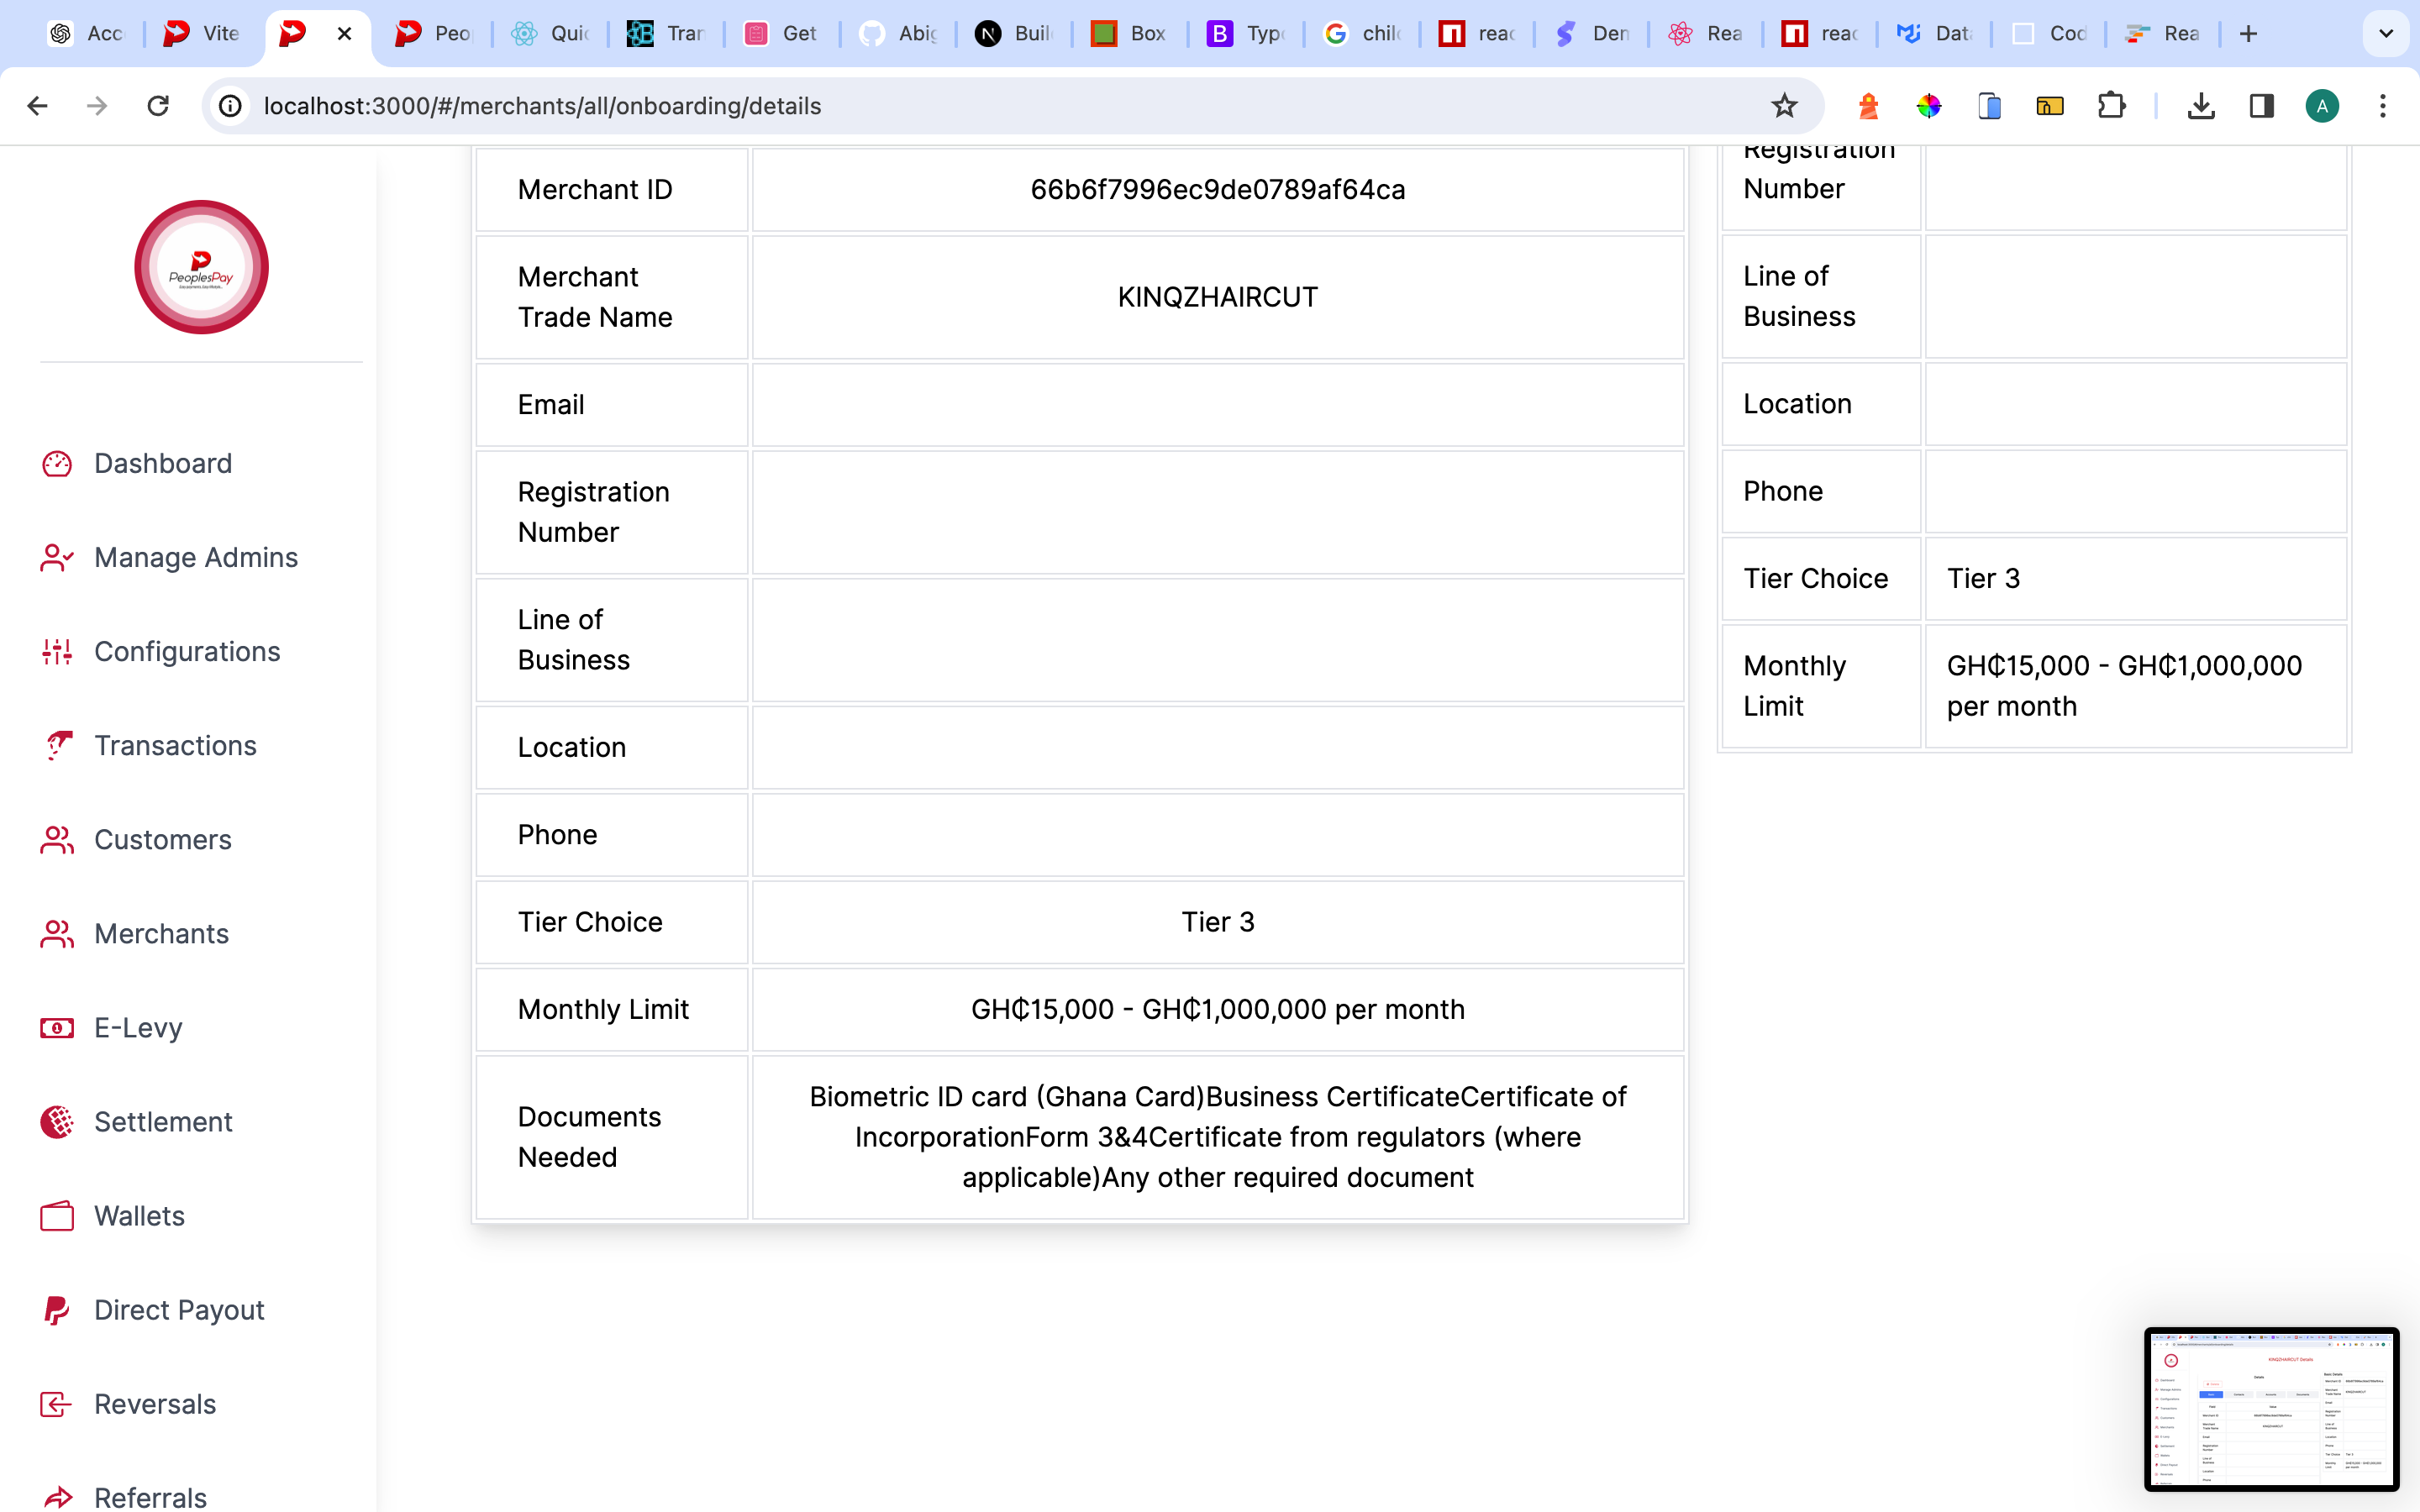 Acc
Vite
Peo
Quic
Tran
Get
Abig
Buil
Box
B
Typ
chil
reac
Den
Rea
reac
Dat
Cod
Rea
localhost:3000/#/merchants/all/onboarding/details
A
PeoplesPay
Dashboard
Manage Admins
Configurations
Transactions
Customers
Merchants
E-Levy
Settlement
Wallets
Direct Payout
Reversals
Referrals
Merchant ID
66b6f7996ec9de0789af64ca
Merchant
Trade Name
KINQZHAIRCUT
Email
Registration
Number
Line of
Business
Location
Phone
Tier Choice
Tier 3
Monthly Limit
GH₵15,000 - GH₵1,000,000 per month
Documents
Needed
Biometric ID card (Ghana Card)Business CertificateCertificate of
IncorporationForm 3&4Certificate from regulators (where
applicable)Any other required document
Registration
Number
Line of
Business
Location
Phone
Tier Choice
Tier 3
Monthly
Limit
GH₵15,000 - GH₵1,000,000
per month
KINQZHAIRCUT Details